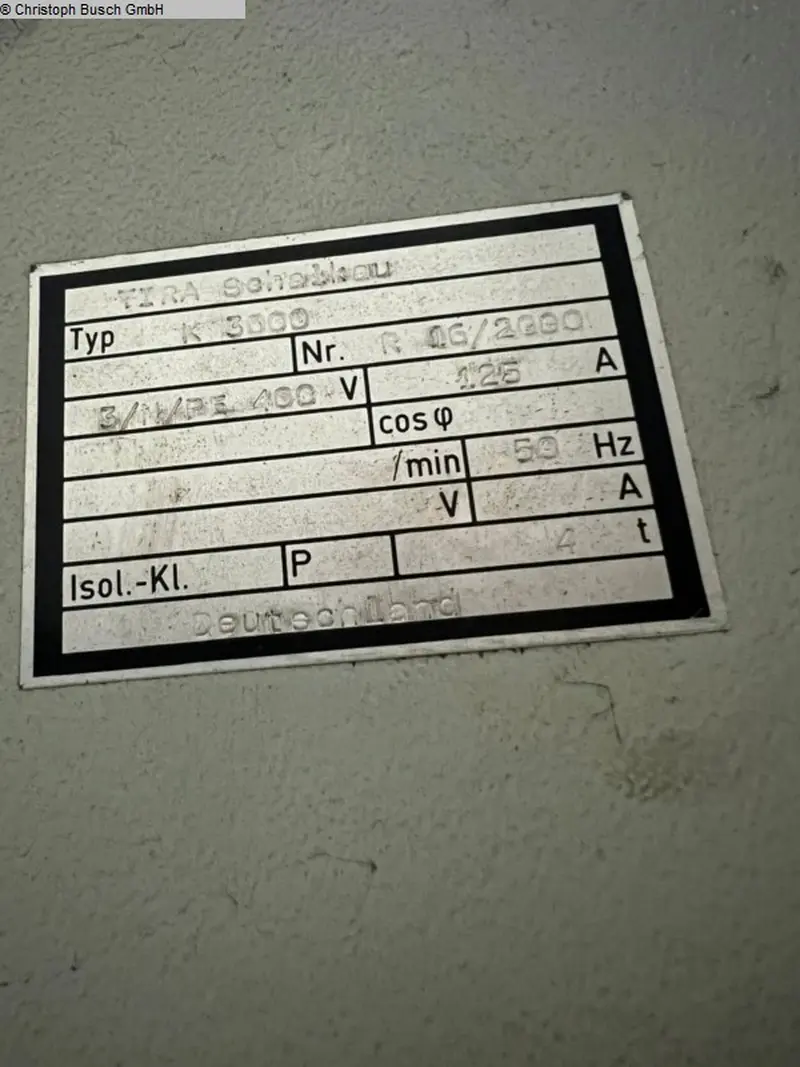 ® Christoph Busch GmbH
TIRA Schalkau
Typ K 3000
Nr. R 16/2000
3/N/PE 400 V 125 A
cos φ
/min 50 Hz
V A
Isol.-Kl. P 4 t
Deutschland